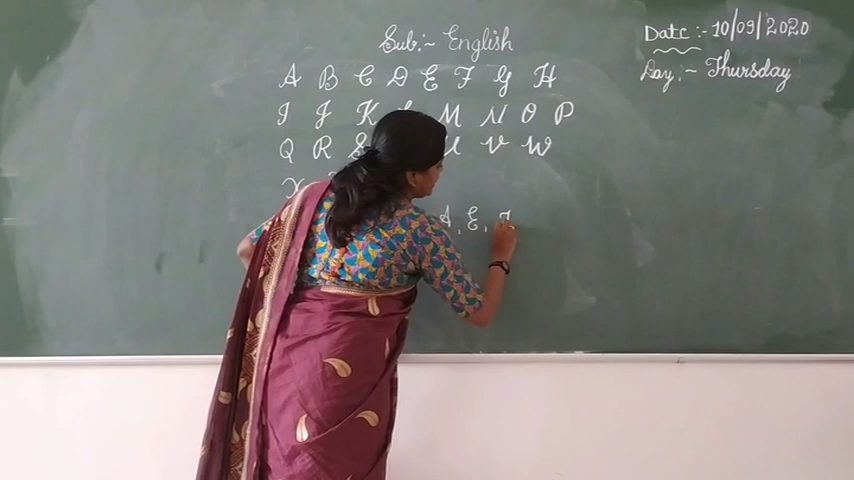 Sub:~ English
Date :- 10/09/2020
Day:~ Thursday
A B C D E F G H
I J K L M N O P
Q R S U V W
X
A, E, I